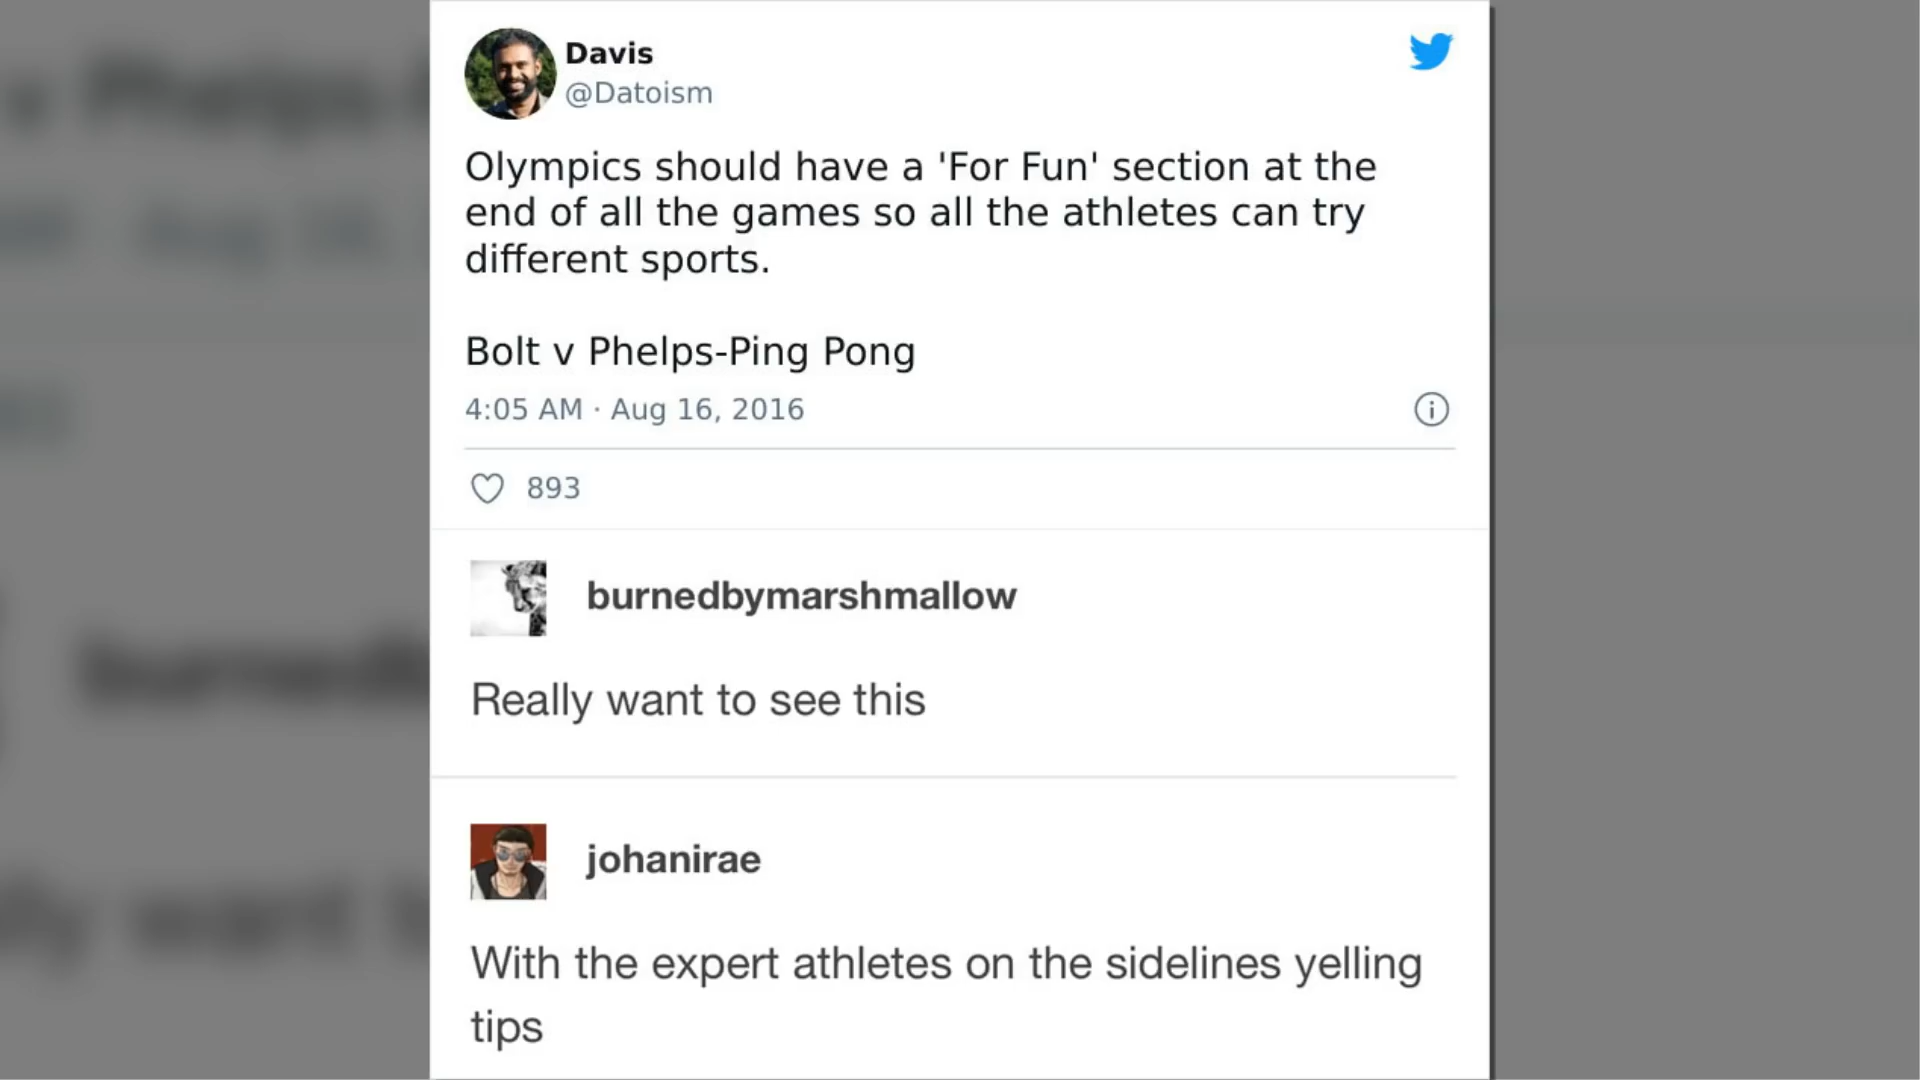 Davis
@Datoism
Olympics should have a 'For Fun' section at the
end of all the games so all the athletes can try
different sports.
Bolt v Phelps-Ping Pong
4:05 AM · Aug 16, 2016
893
burnedbymarshmallow
Really want to see this
johanirae
With the expert athletes on the sidelines yelling
tips